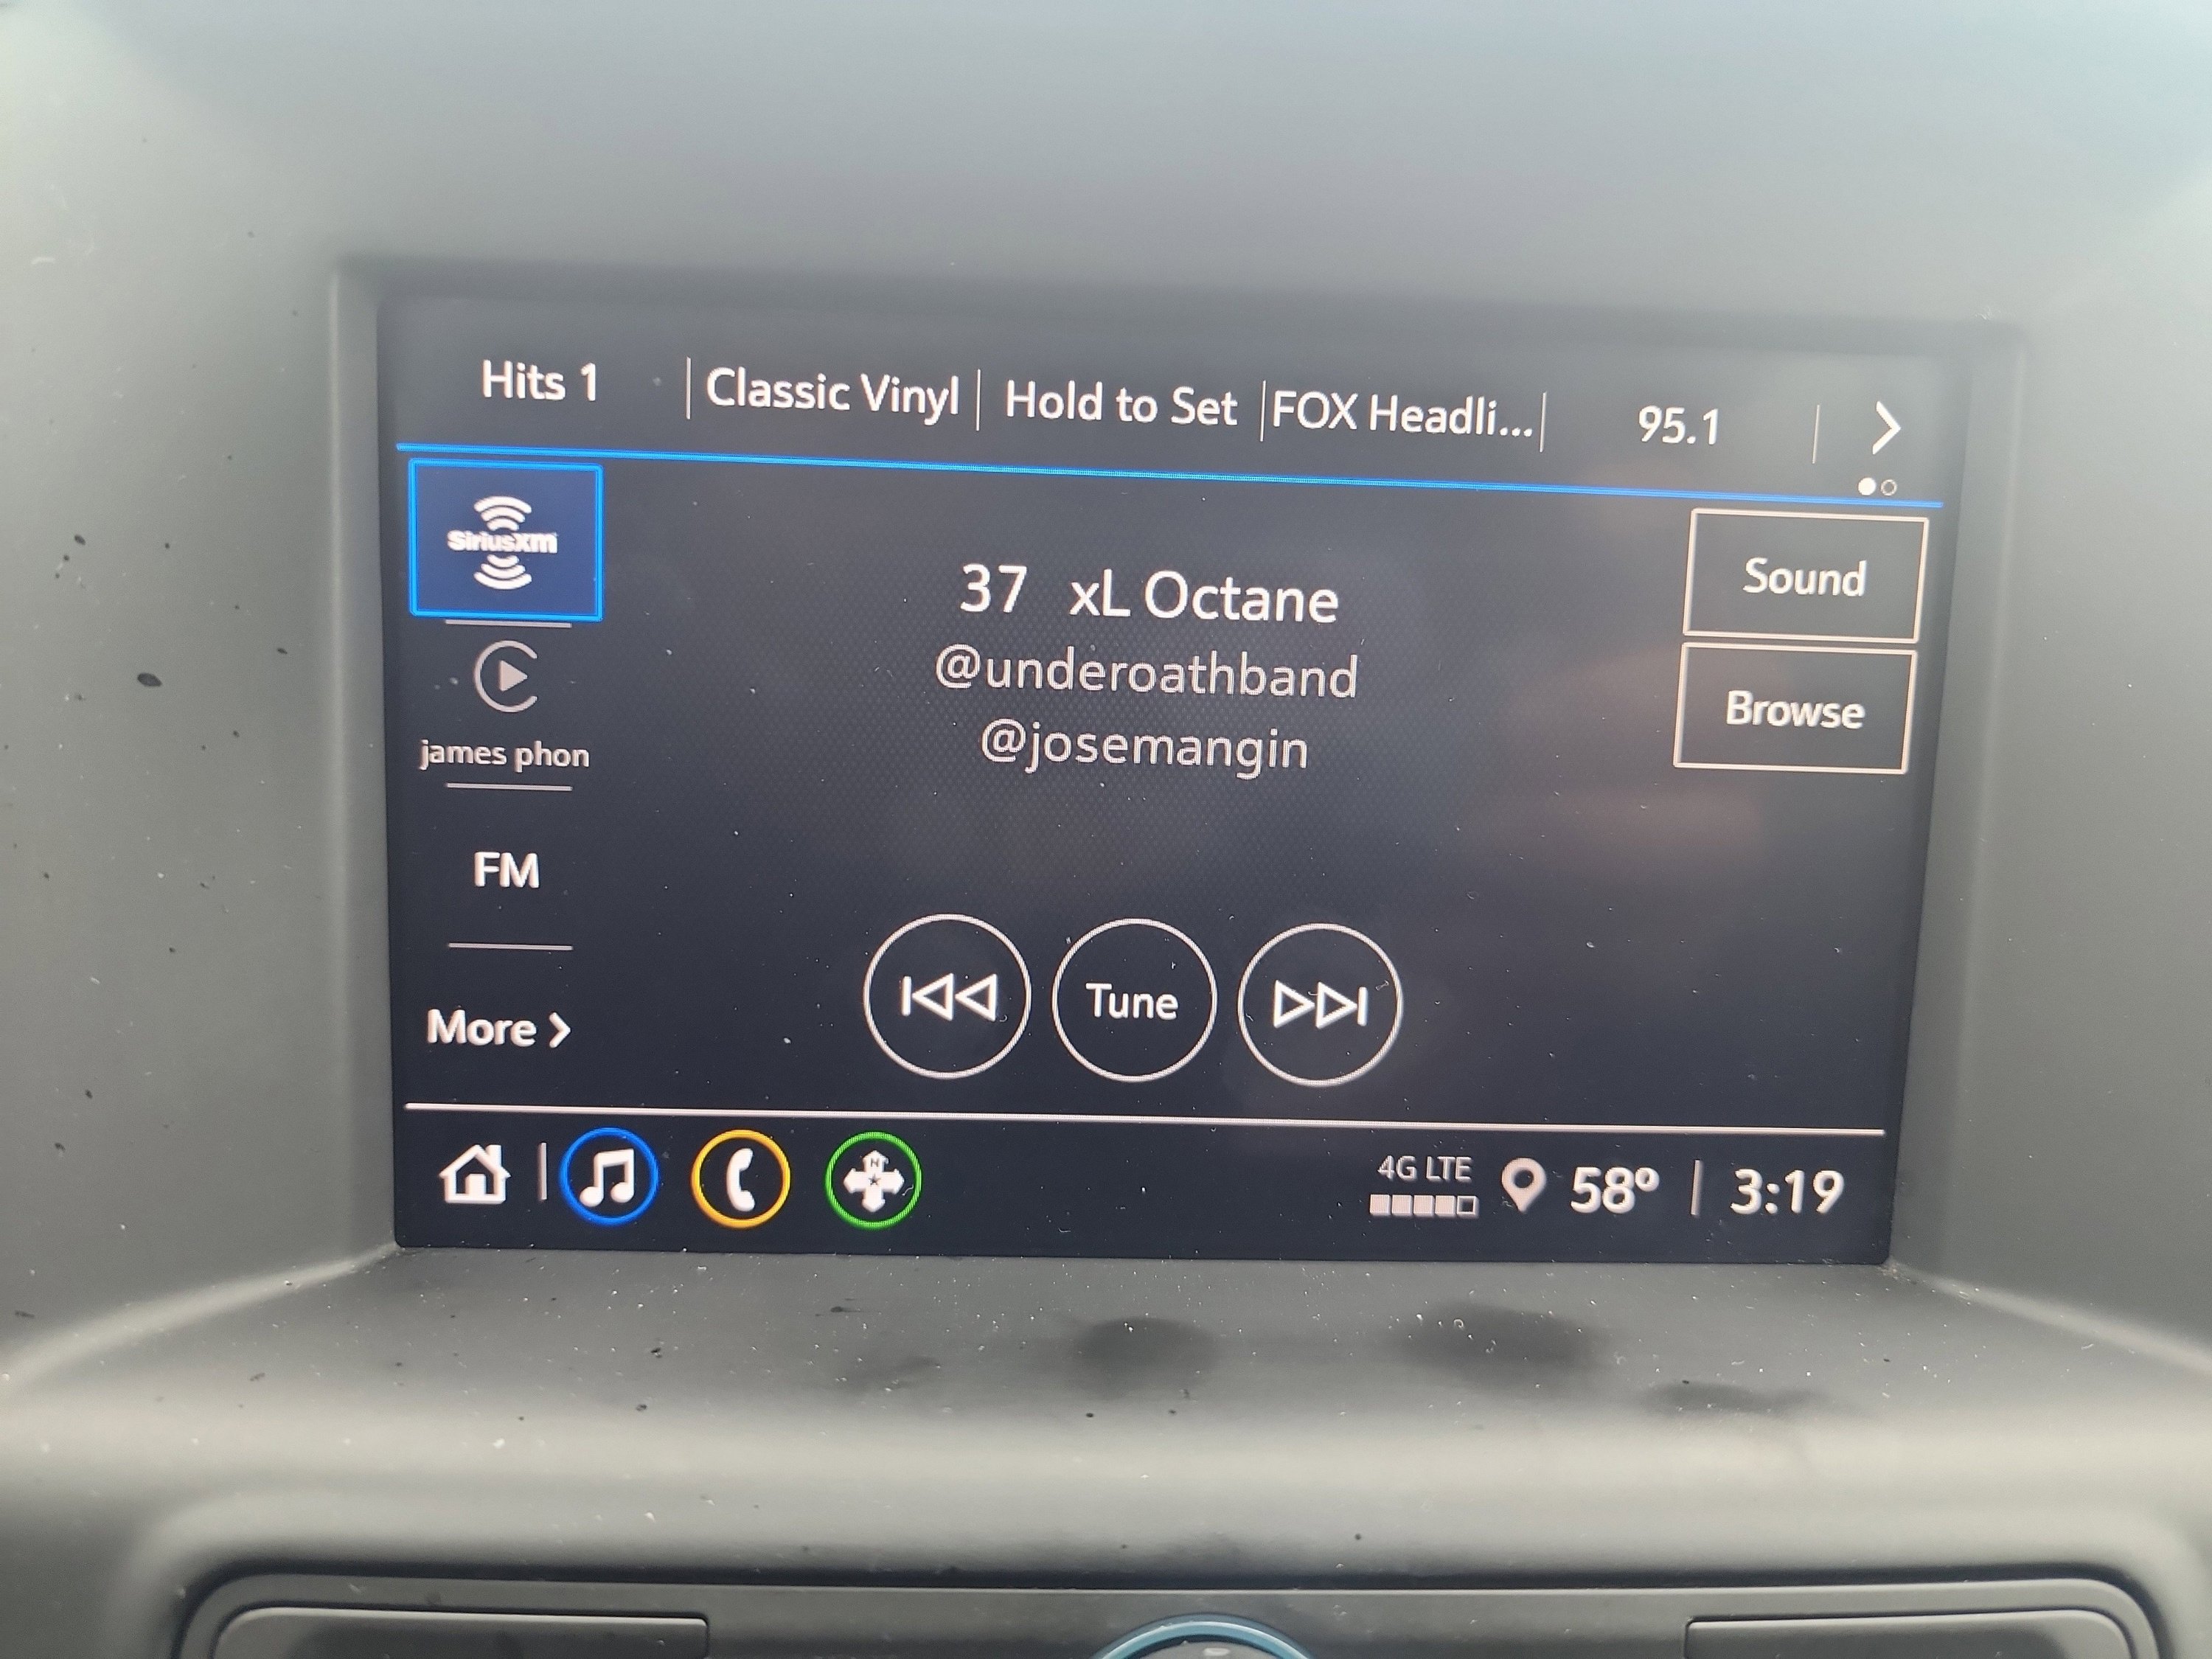 Hits 1 | Classic Vinyl | Hold to Set | FOX Headli... | 95.1
SiriusXM
Sound
37 xL Octane
@underoathband
Browse
@josemangin
james phon
FM
Tune
More
N
4G LTE
58° | 3:19